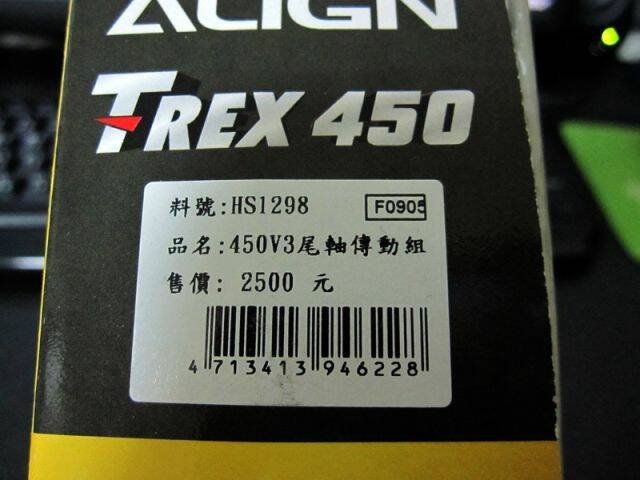 ALIGN
T-REX 450
料號:HS1298 F0905
品名:450V3尾軸傳動組
售價: 2500 元
4 713413 946228